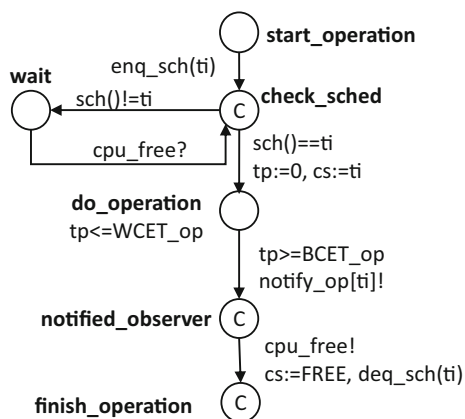 start_operation
enq_sch(ti)
wait
sch()!=ti
C
check_sched
cpu_free?
sch()==ti
tp:=0, cs:=ti
do_operation
tp<=WCET_op
tp>=BCET_op
notify_op[ti]!
notified_observer
C
cpu_free!
cs:=FREE, deq_sch(ti)
finish_operation
C